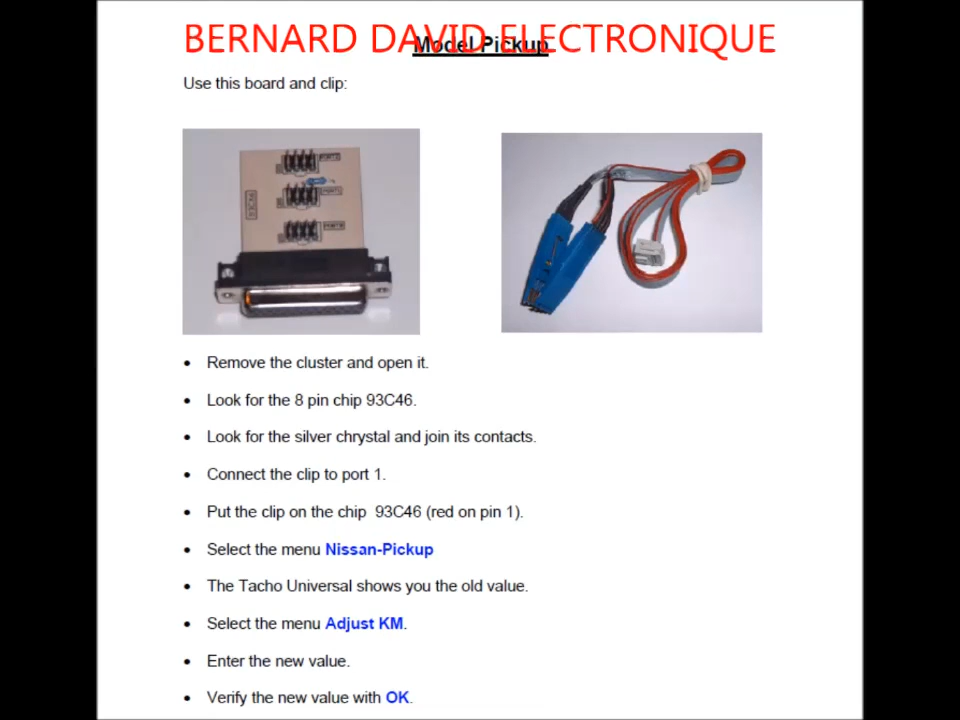 BERNARD DAVID ELECTRONIQUE
Model Pickup
Use this board and clip:
93C46
• Remove the cluster and open it.
• Look for the 8 pin chip 93C46.
• Look for the silver chrystal and join its contacts.
• Connect the clip to port 1.
• Put the clip on the chip 93C46 (red on pin 1).
• Select the menu Nissan-Pickup
• The Tacho Universal shows you the old value.
• Select the menu Adjust KM.
• Enter the new value.
• Verify the new value with OK.